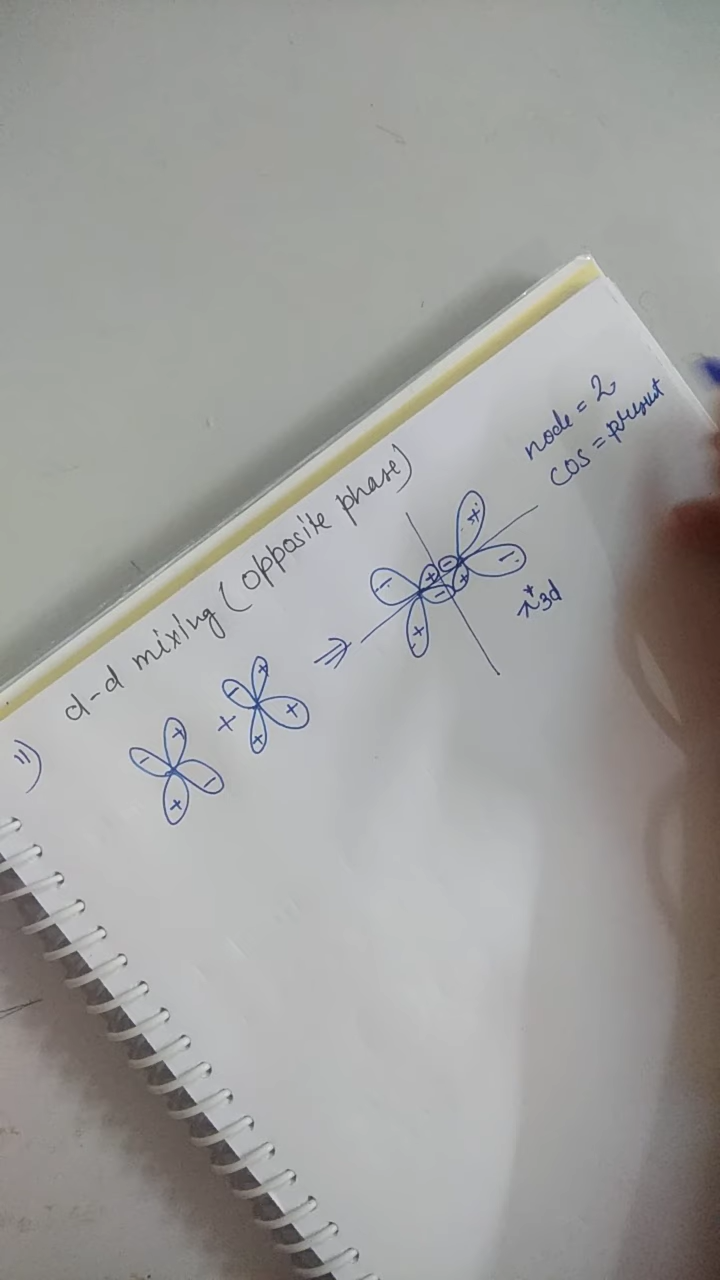 ii) d-d mixing (opposite phase)
- + + - + - + + + ⇒ - + + - - + + -
π*3d
node = 2
cos = present